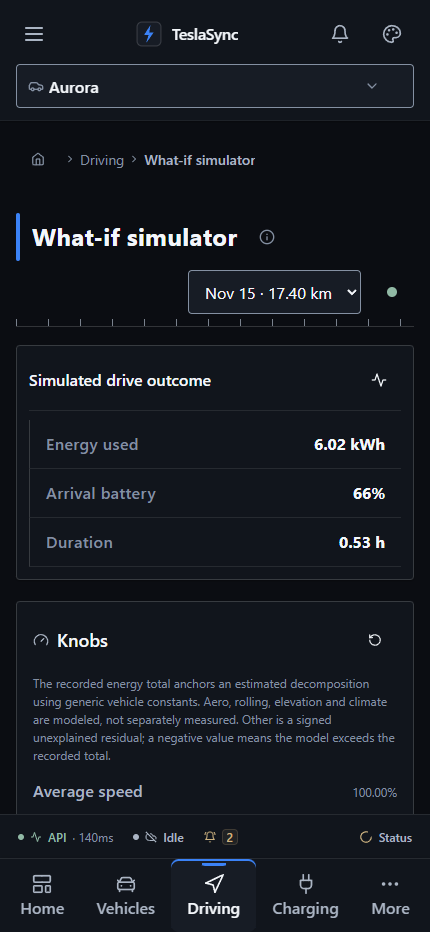 TeslaSync
Aurora
Driving
What-if simulator
What-if simulator
Nov 15 · 17.40 km
Simulated drive outcome
Energy used
6.02 kWh
Arrival battery
66%
Duration
0.53 h
Knobs
The recorded energy total anchors an estimated decomposition
using generic vehicle constants. Aero, rolling, elevation and climate
are modeled, not separately measured. Other is a signed
unexplained residual; a negative value means the model exceeds the
recorded total.
Average speed
100.00%
API · 140ms
Idle
2
Status
Home
Vehicles
Driving
Charging
More